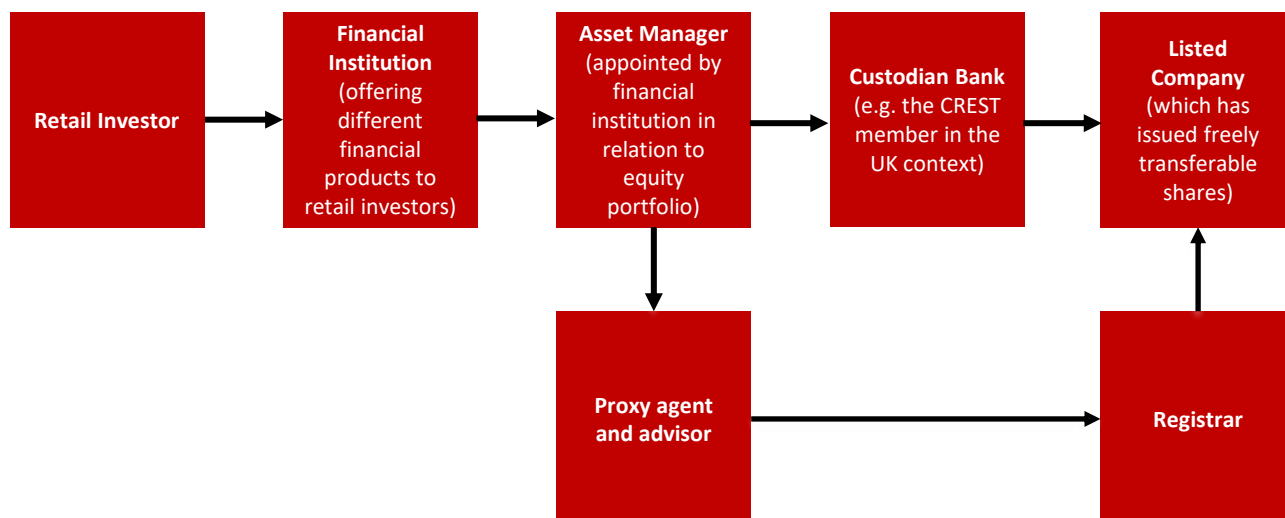 Retail Investor
Financial
Institution
(offering
different
financial
products to
retail investors)
Asset Manager
(appointed by
financial
institution in
relation to
equity
portfolio)
Custodian Bank
(e.g. the CREST
member in the
UK context)
Listed
Company
(which has
issued freely
transferable
shares)
Proxy agent
and advisor
Registrar